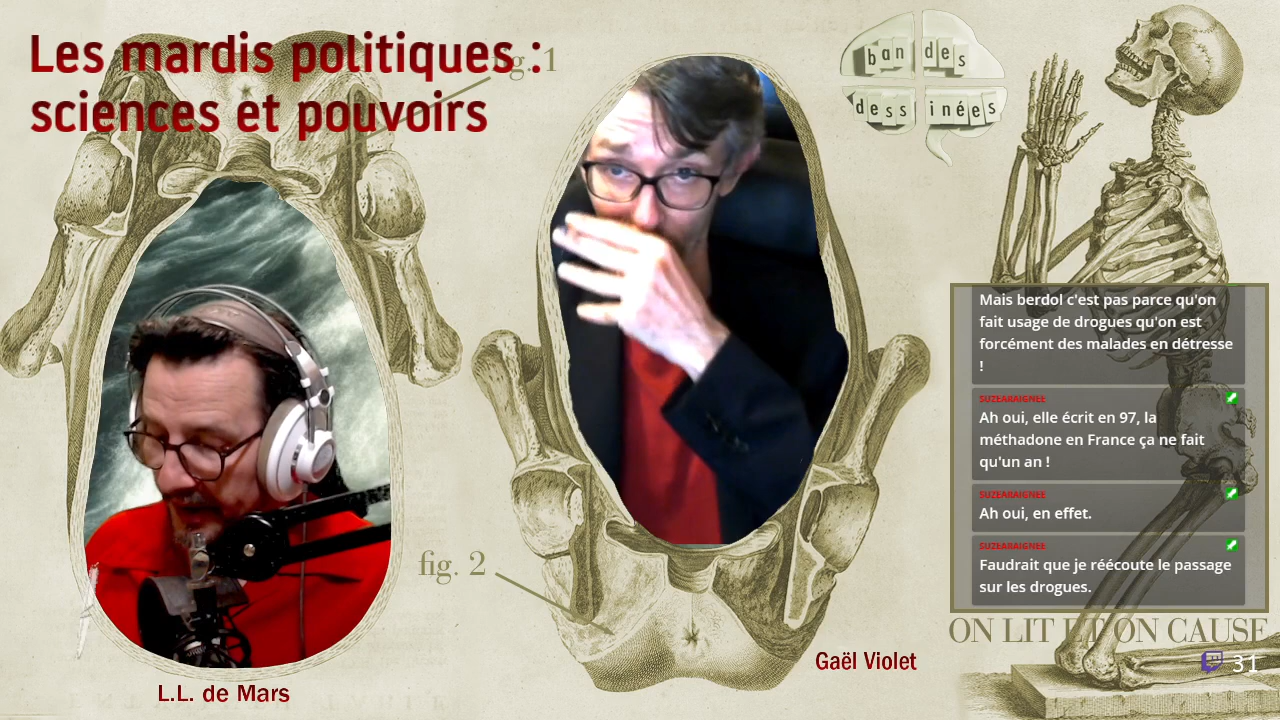 Les mardis politiques :
sciences et pouvoirs
fig. 1
ban des
dess inées
Mais berdol c'est pas parce qu'on
fait usage de drogues qu'on est
forcément des malades en détresse
!
SUZEARAIGNEE
Ah oui, elle écrit en 97, la
méthadone en France ça ne fait
qu'un an !
SUZEARAIGNEE
Ah oui, en effet.
SUZEARAIGNEE
Faudrait que je réécoute le passage
sur les drogues.
fig. 2
ON LIT ET ON CAUSE
31
Gaël Violet
L.L. de Mars